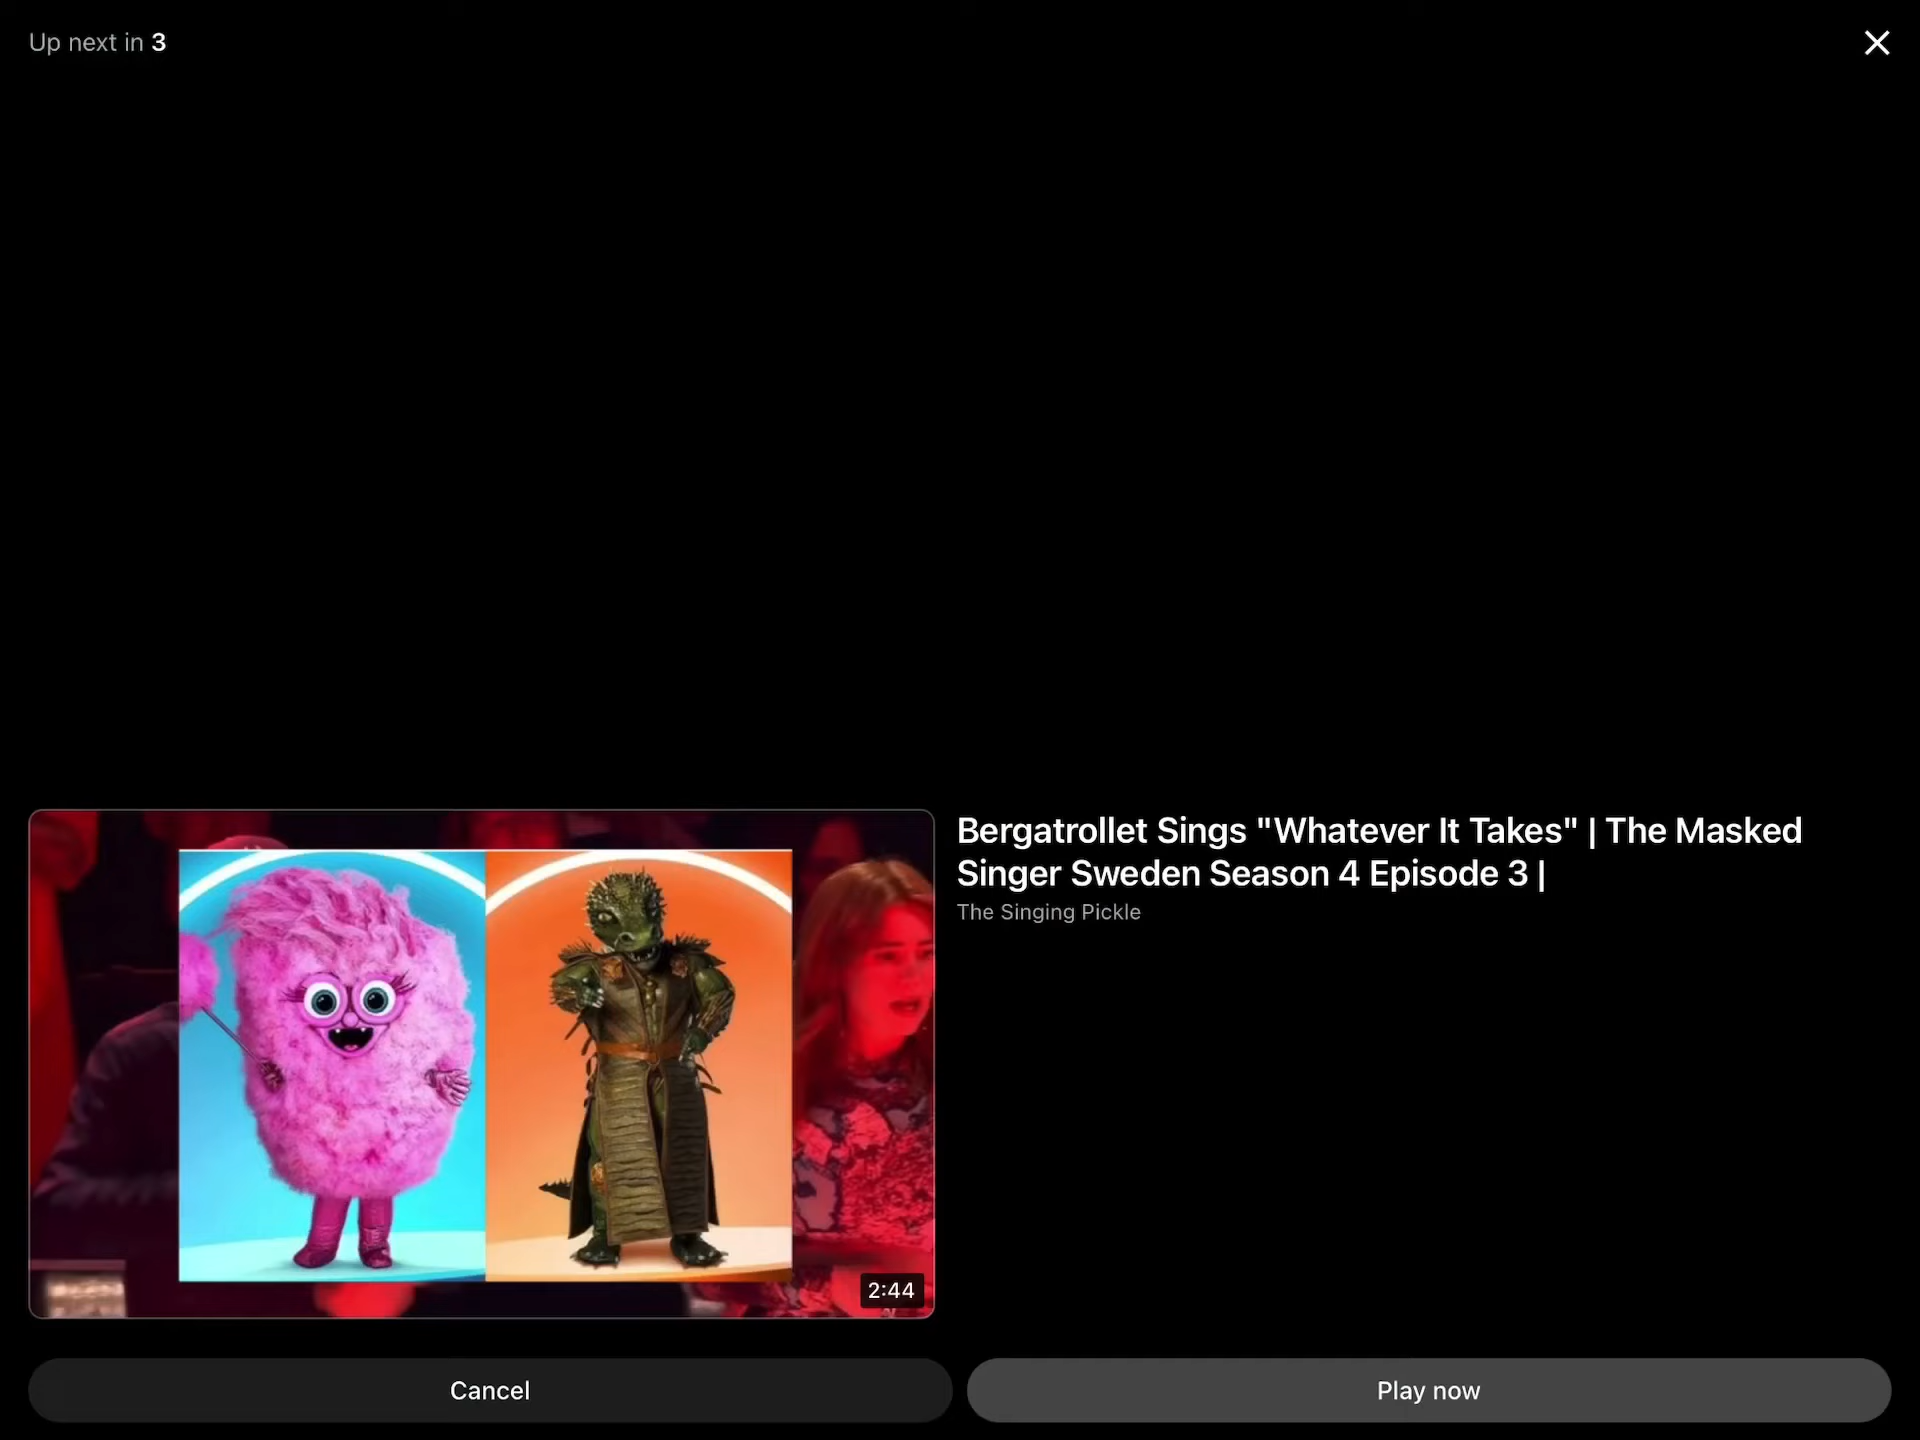 Up next in 3
Bergatrollet Sings "Whatever It Takes" | The Masked
Singer Sweden Season 4 Episode 3 |
The Singing Pickle
2:44
Cancel
Play now